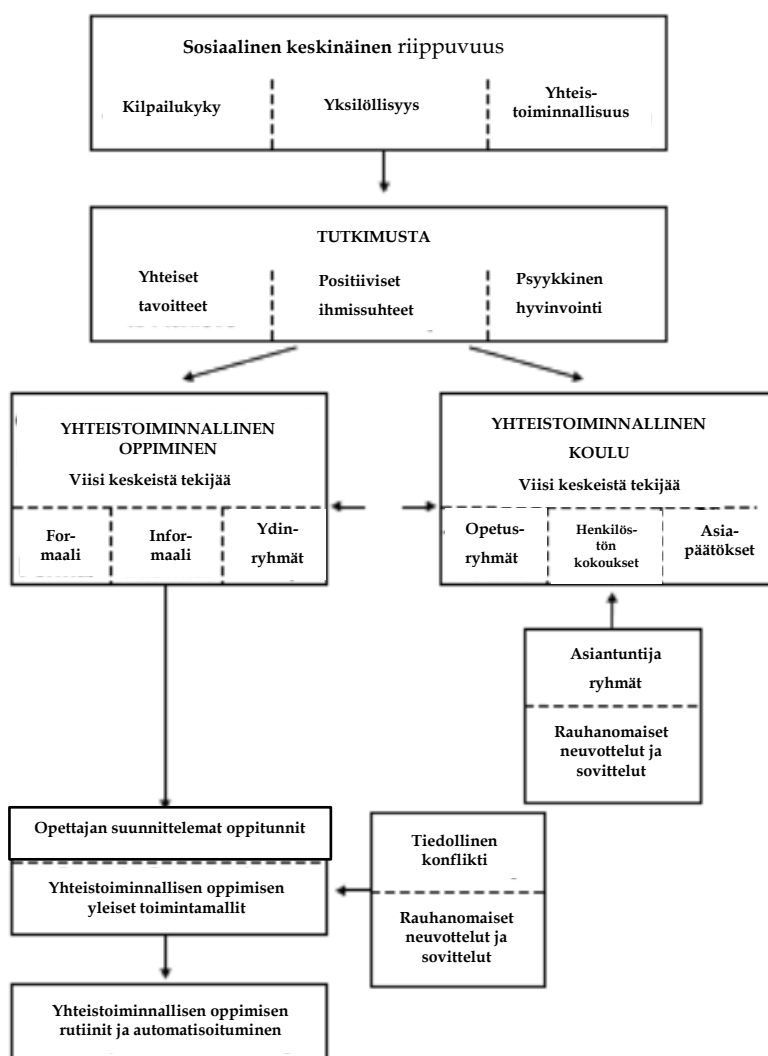 Sosiaalinen keskinäinen riippuvuus
Kilpailukyky
Yksilöllisyys
Yhteis-
toiminnallisuus
TUTKIMUSTA
Yhteiset
tavoitteet
Positiiviset
ihmissuhteet
Psyykkinen
hyvinvointi
YHTEISTOIMINNALLINEN
OPPIMINEN
Viisi keskeistä tekijää
For-
maali
Infor-
maali
Ydin-
ryhmät
YHTEISTOIMINNALLINEN
KOULU
Viisi keskeistä tekijää
Opetus-
ryhmät
Henkilös-
tön
kokoukset
Asia-
päätökset
Asiantuntija
ryhmät
Rauhanomaiset
neuvottelut ja
sovittelut
Opettajan suunnittelemat oppitunnit
Yhteistoiminnallisen oppimisen
yleiset toimintamallit
Tiedollinen
konflikti
Rauhanomaiset
neuvottelut ja
sovittelut
Yhteistoiminnallisen oppimisen
rutiinit ja automatisoituminen